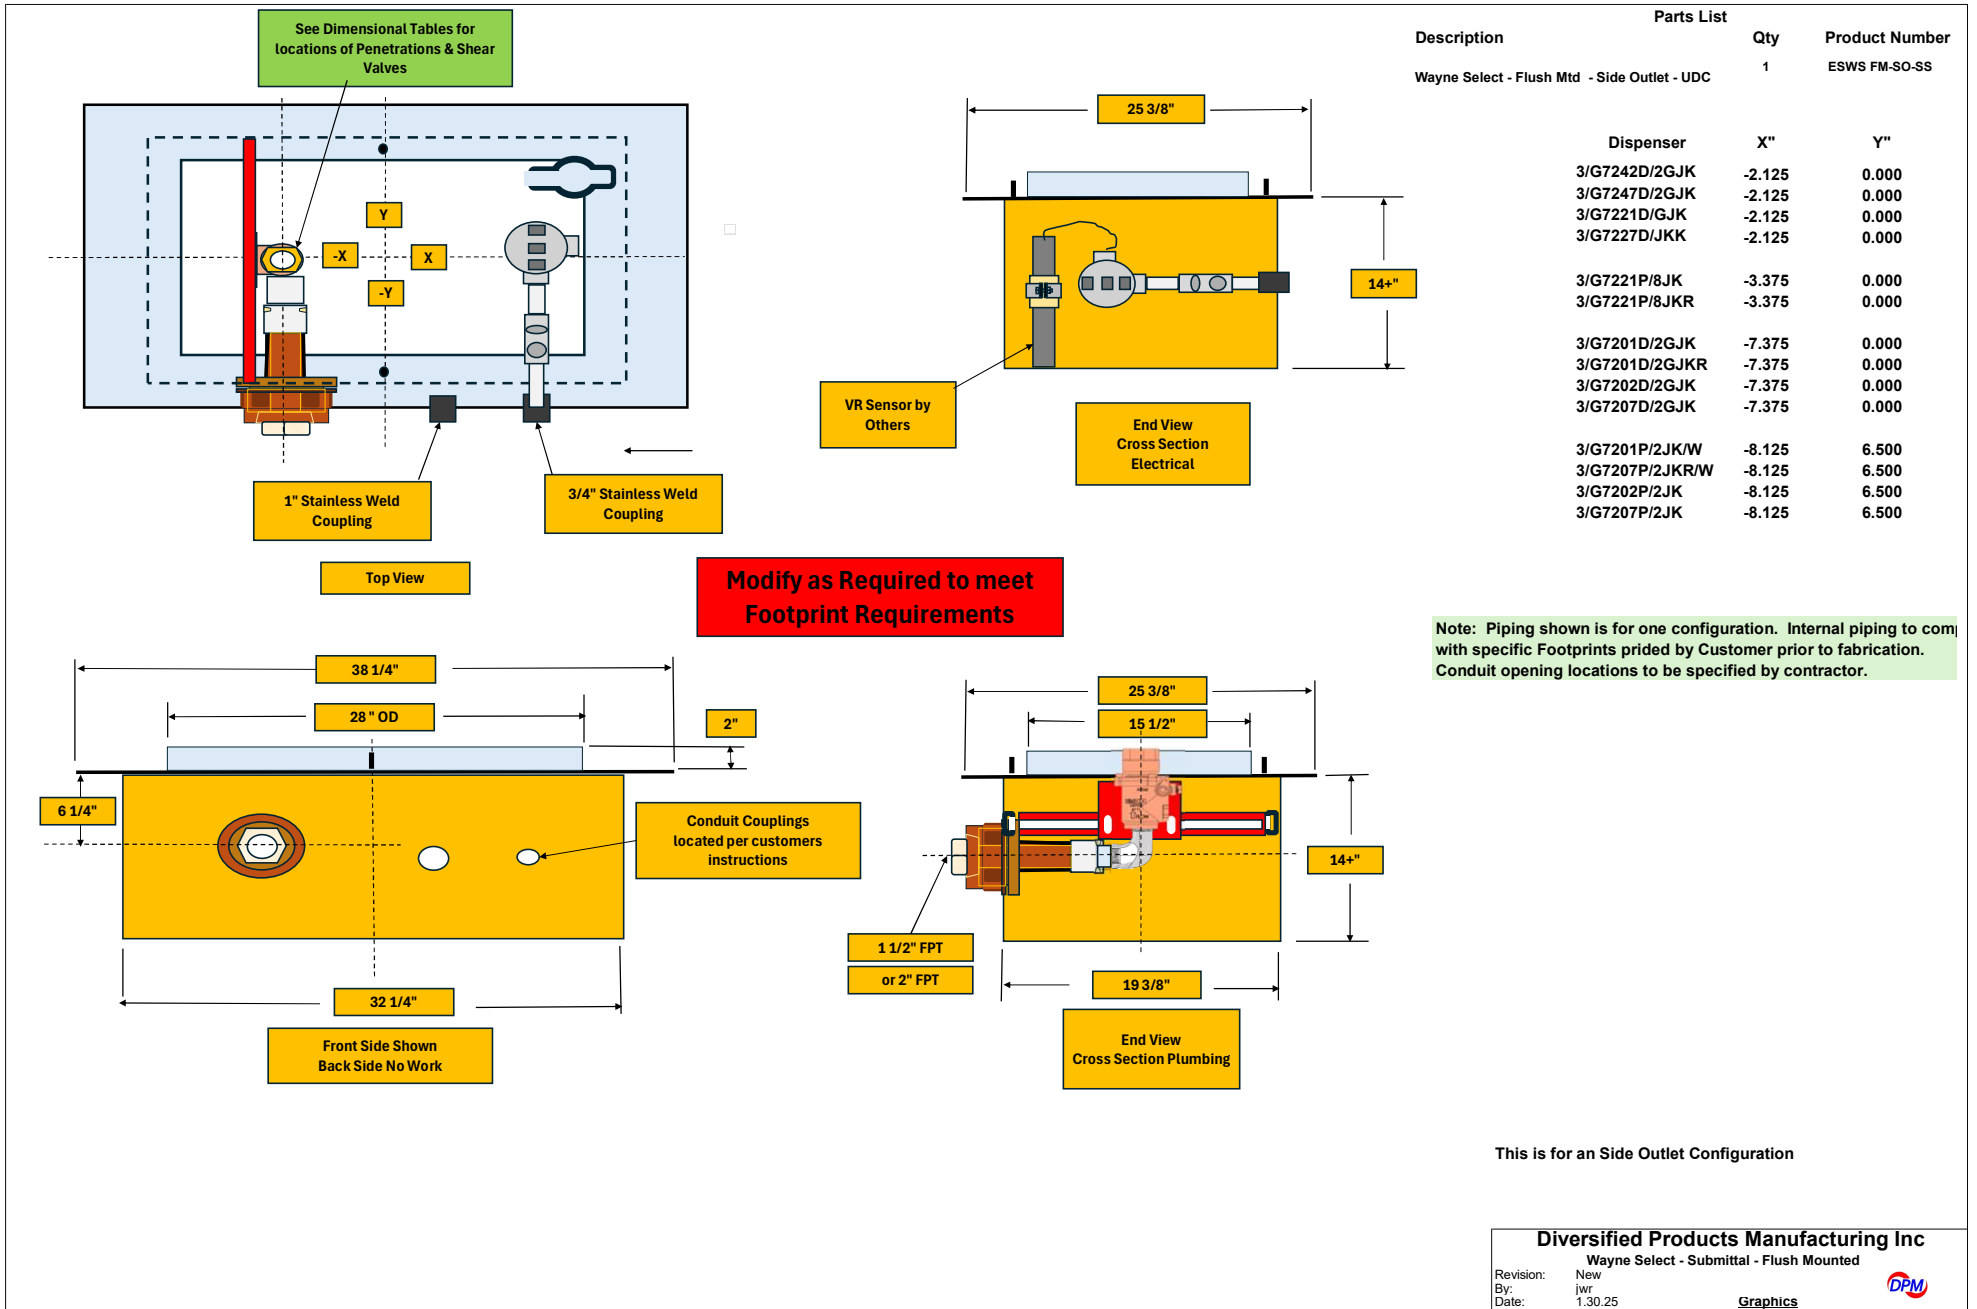 See Dimensional Tables for
locations of Penetrations & Shear
Valves
Y
-X
X
-Y
1" Stainless Weld
Coupling
3/4" Stainless Weld
Coupling
Top View
25 3/8"
14+"
VR Sensor by
Others
End View
Cross Section
Electrical
Parts List
Description Qty Product Number
Wayne Select - Flush Mtd - Side Outlet - UDC 1 ESWS FM-SO-SS
Dispenser X" Y"
3/G7242D/2GJK -2.125 0.000
3/G7247D/2GJK -2.125 0.000
3/G7221D/GJK -2.125 0.000
3/G7227D/JKK -2.125 0.000
3/G7221P/8JK -3.375 0.000
3/G7221P/8JKR -3.375 0.000
3/G7201D/2GJK -7.375 0.000
3/G7201D/2GJKR -7.375 0.000
3/G7202D/2GJK -7.375 0.000
3/G7207D/2GJK -7.375 0.000
3/G7201P/2JK/W -8.125 6.500
3/G7207P/2JKR/W -8.125 6.500
3/G7202P/2JK -8.125 6.500
3/G7207P/2JK -8.125 6.500
Modify as Required to meet
Footprint Requirements
Note: Piping shown is for one configuration. Internal piping to comp
with specific Footprints prided by Customer prior to fabrication.
Conduit opening locations to be specified by contractor.
38 1/4"
28 " OD
2"
6 1/4"
Conduit Couplings
located per customers
instructions
32 1/4"
Front Side Shown
Back Side No Work
25 3/8"
15 1/2"
14+"
1 1/2" FPT
or 2" FPT
19 3/8"
End View
Cross Section Plumbing
This is for an Side Outlet Configuration
Diversified Products Manufacturing Inc
Wayne Select - Submittal - Flush Mounted
Revision: New
By: jwr
Date: 1.30.25 Graphics
DPM